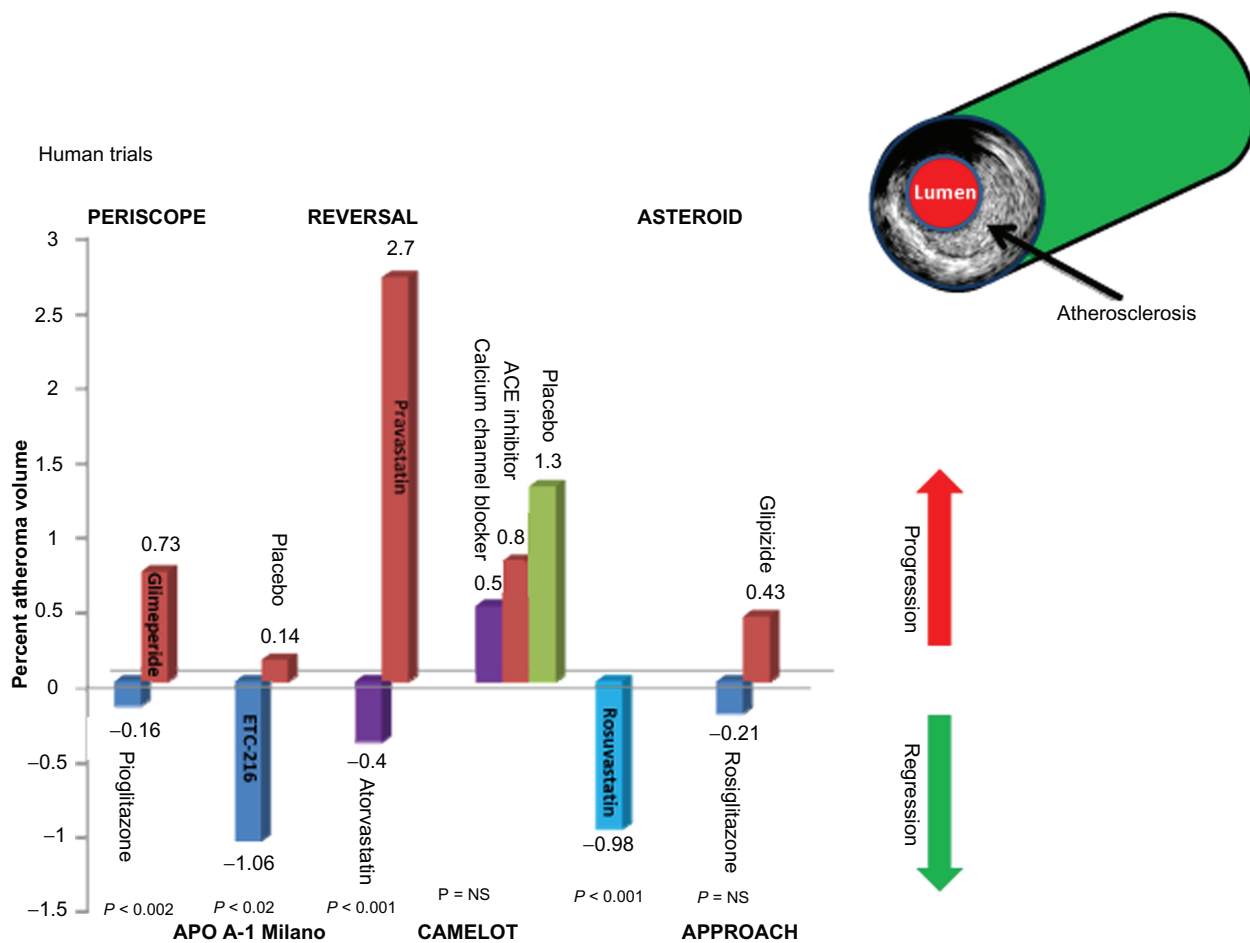 Human trials
PERISCOPE
REVERSAL
ASTEROID
Lumen
Atherosclerosis
Percent atheroma volume
3
2.5
2
1.5
1
0.5
0
−0.5
−1
−1.5
0.73
Glimeperide
−0.16
Pioglitazone
P < 0.002
Placebo
0.14
ETC-216
−1.06
P < 0.02
2.7
Pravastatin
−0.4
Atorvastatin
P < 0.001
Calcium channel blocker
0.5
ACE inhibitor
0.8
Placebo
1.3
P = NS
Rosuvastatin
−0.98
P < 0.001
Glipizide
0.43
−0.21
Rosiglitazone
P = NS
APO A-1 Milano
CAMELOT
APPROACH
Progression
Regression